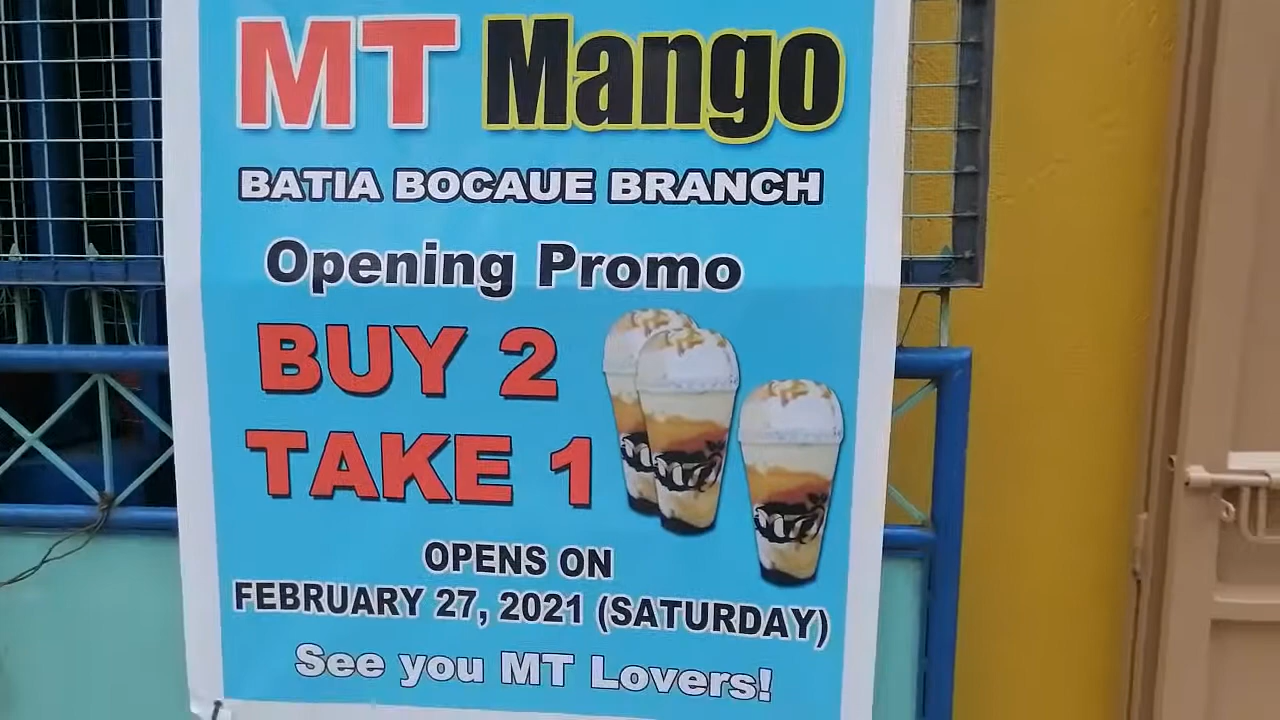 MT Mango
BATIA BOCAUE BRANCH
Opening Promo
BUY 2
TAKE 1
OPENS ON
FEBRUARY 27, 2021 (SATURDAY)
See you MT Lovers!